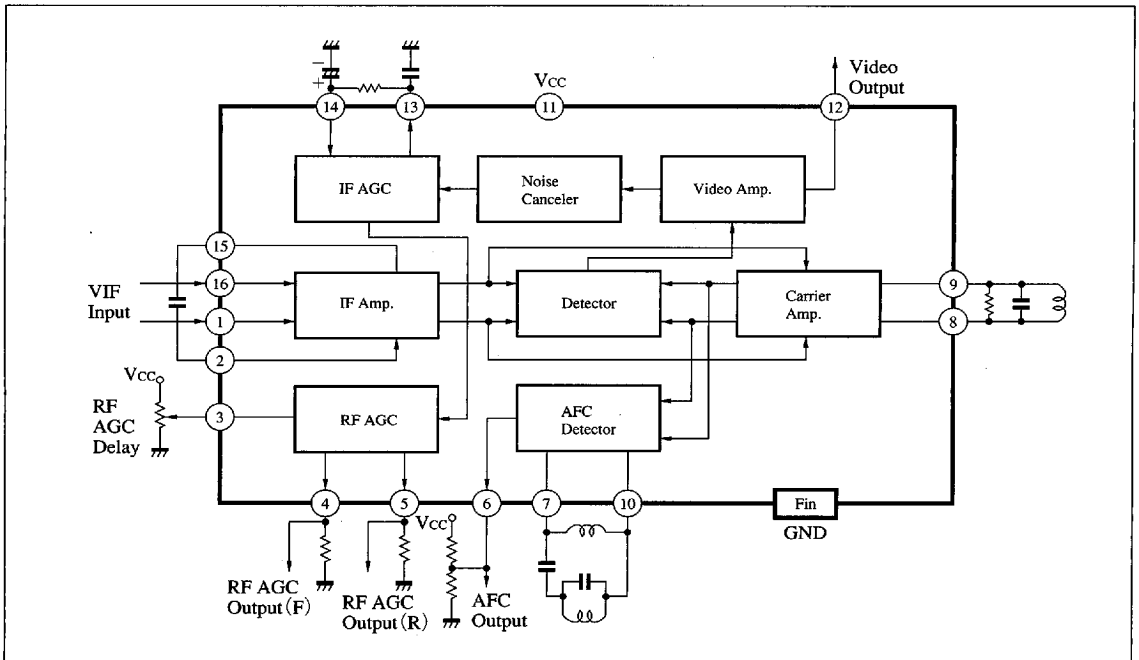 + −
VCC
Video
Output
14
13
11
12
IF AGC
Noise
Canceler
Video Amp.
15
VIF
Input
16
1
2
IF Amp.
Detector
Carrier
Amp.
9
8
VCC
RF
AGC
Delay
3
RF AGC
AFC
Detector
4
5
6
7
10
Fin
GND
VCC
RF AGC
Output(F)
RF AGC
Output(R)
AFC
Output